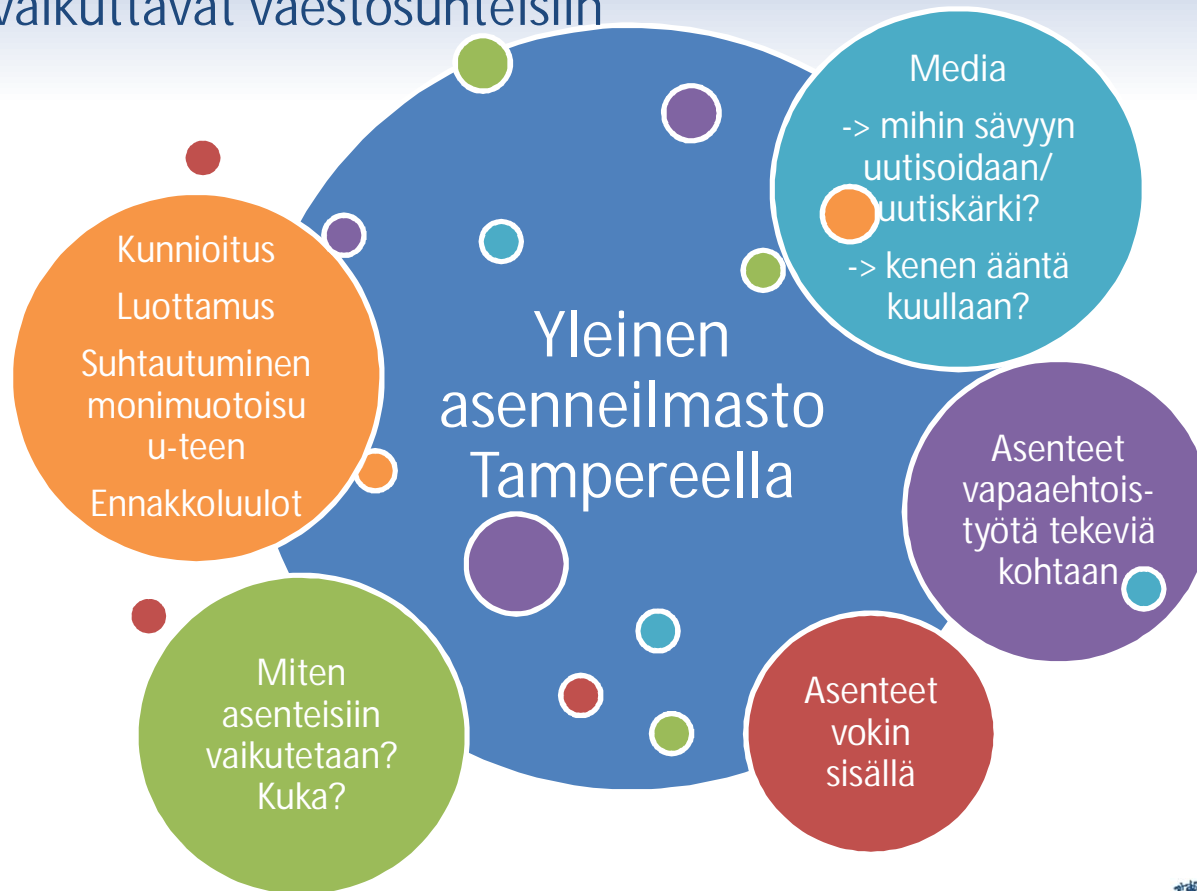 vaikuttavat väestösuhteisiin
Media
-> mihin sävyyn
uutisoidaan/
uutiskärki?
-> kenen ääntä
kuullaan?
Kunnioitus
Luottamus
Suhtautuminen
monimuotoisu
u-teen
Ennakkoluulot
Yleinen
asenneilmasto
Tampereella
Asenteet
vapaaehtois-
työtä tekeviä
kohtaan
Miten
asenteisiin
vaikutetaan?
Kuka?
Asenteet
vokin
sisällä